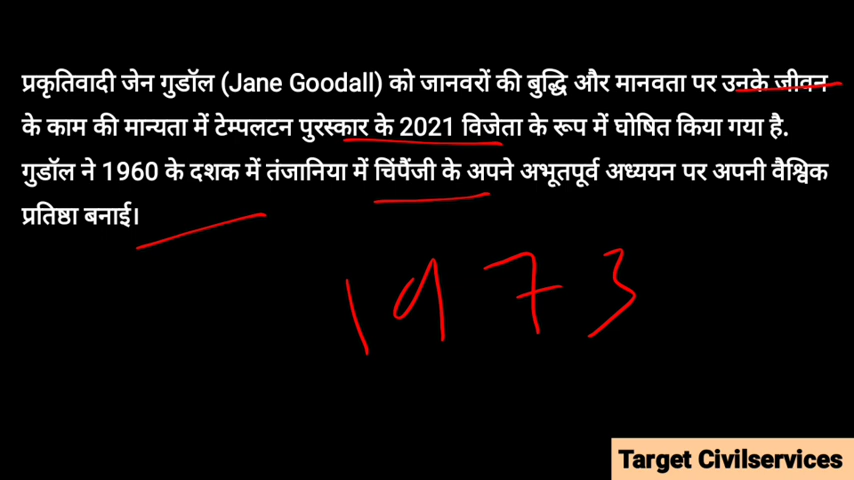 प्रकृतिवादी जेन गुडॉल (Jane Goodall) को जानवरों की बुद्धि और मानवता पर उनके जीवन
के काम की मान्यता में टेम्पलटन पुरस्कार के 2021 विजेता के रूप में घोषित किया गया है.
गुडॉल ने 1960 के दशक में तंजानिया में चिंपैंजी के अपने अभूतपूर्व अध्ययन पर अपनी वैश्विक
प्रतिष्ठा बनाई।
1973
Target Civilservices